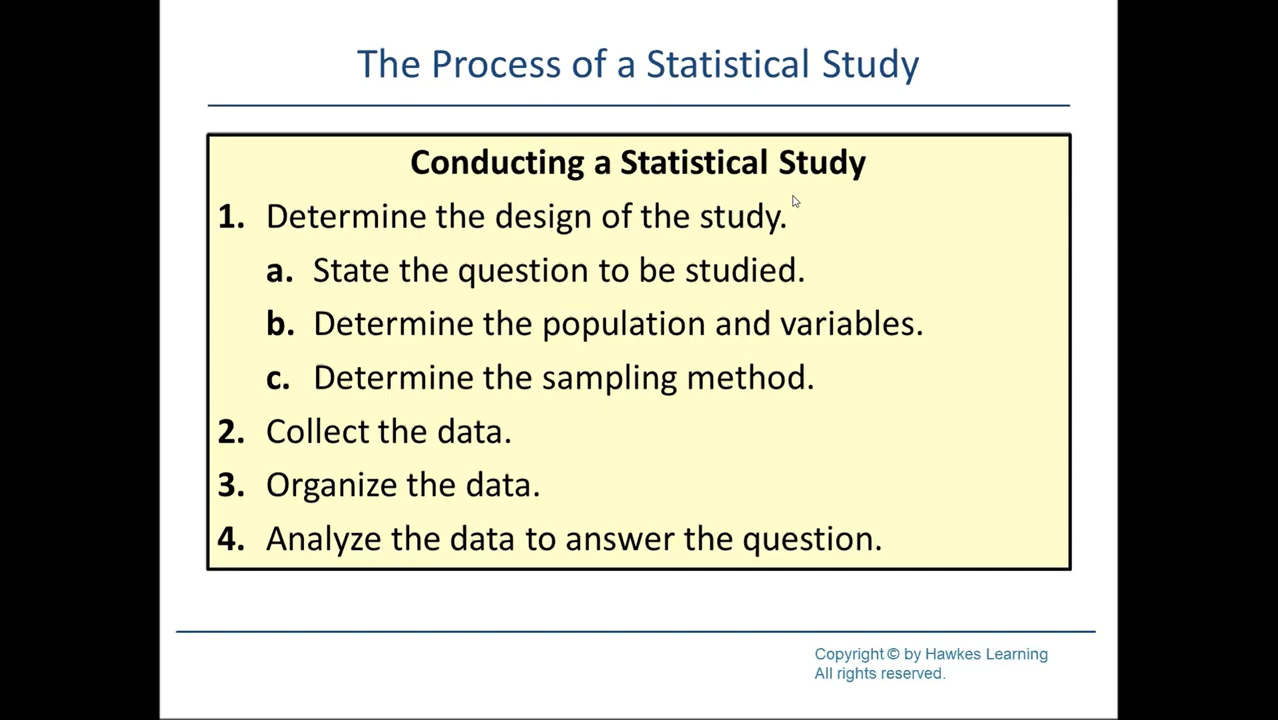 The Process of a Statistical Study
Conducting a Statistical Study
1. Determine the design of the study.
a. State the question to be studied.
b. Determine the population and variables.
c. Determine the sampling method.
2. Collect the data.
3. Organize the data.
4. Analyze the data to answer the question.
Copyright © by Hawkes Learning
All rights reserved.